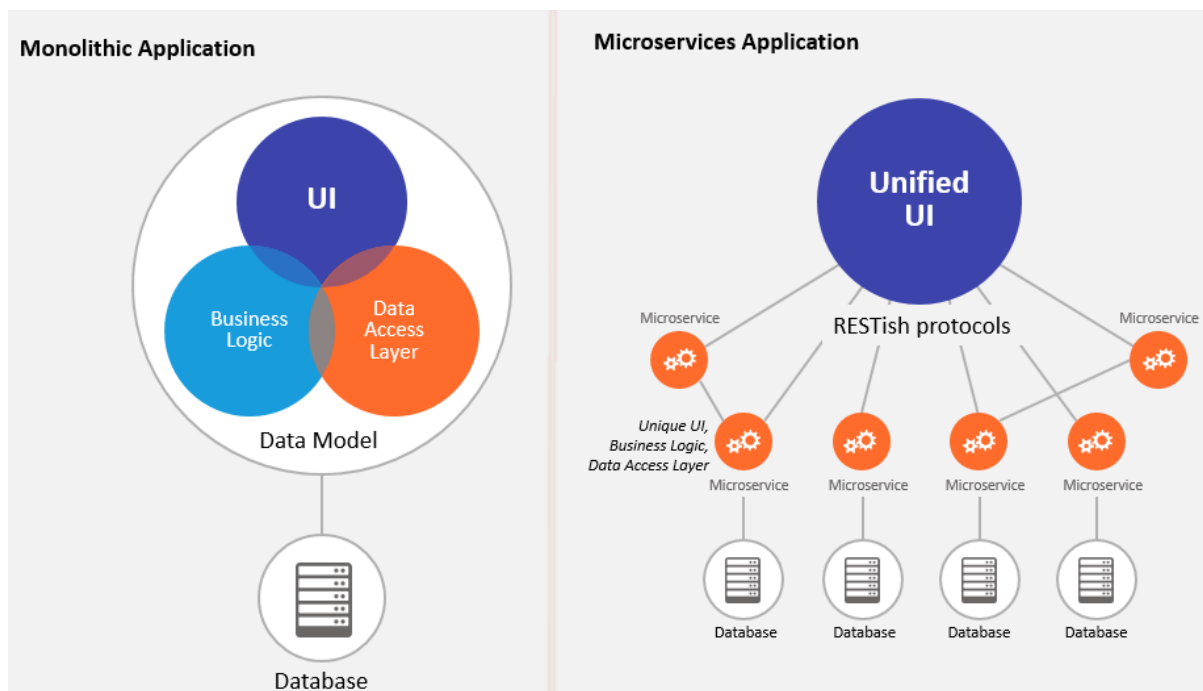 Monolithic Application
UI
Business
Logic
Data
Access
Layer
Data Model
Database
Microservices Application
Unified
UI
RESTish protocols
Microservice
Microservice
Unique UI,
Business Logic,
Data Access Layer
Microservice
Microservice
Microservice
Microservice
Database
Database
Database
Database